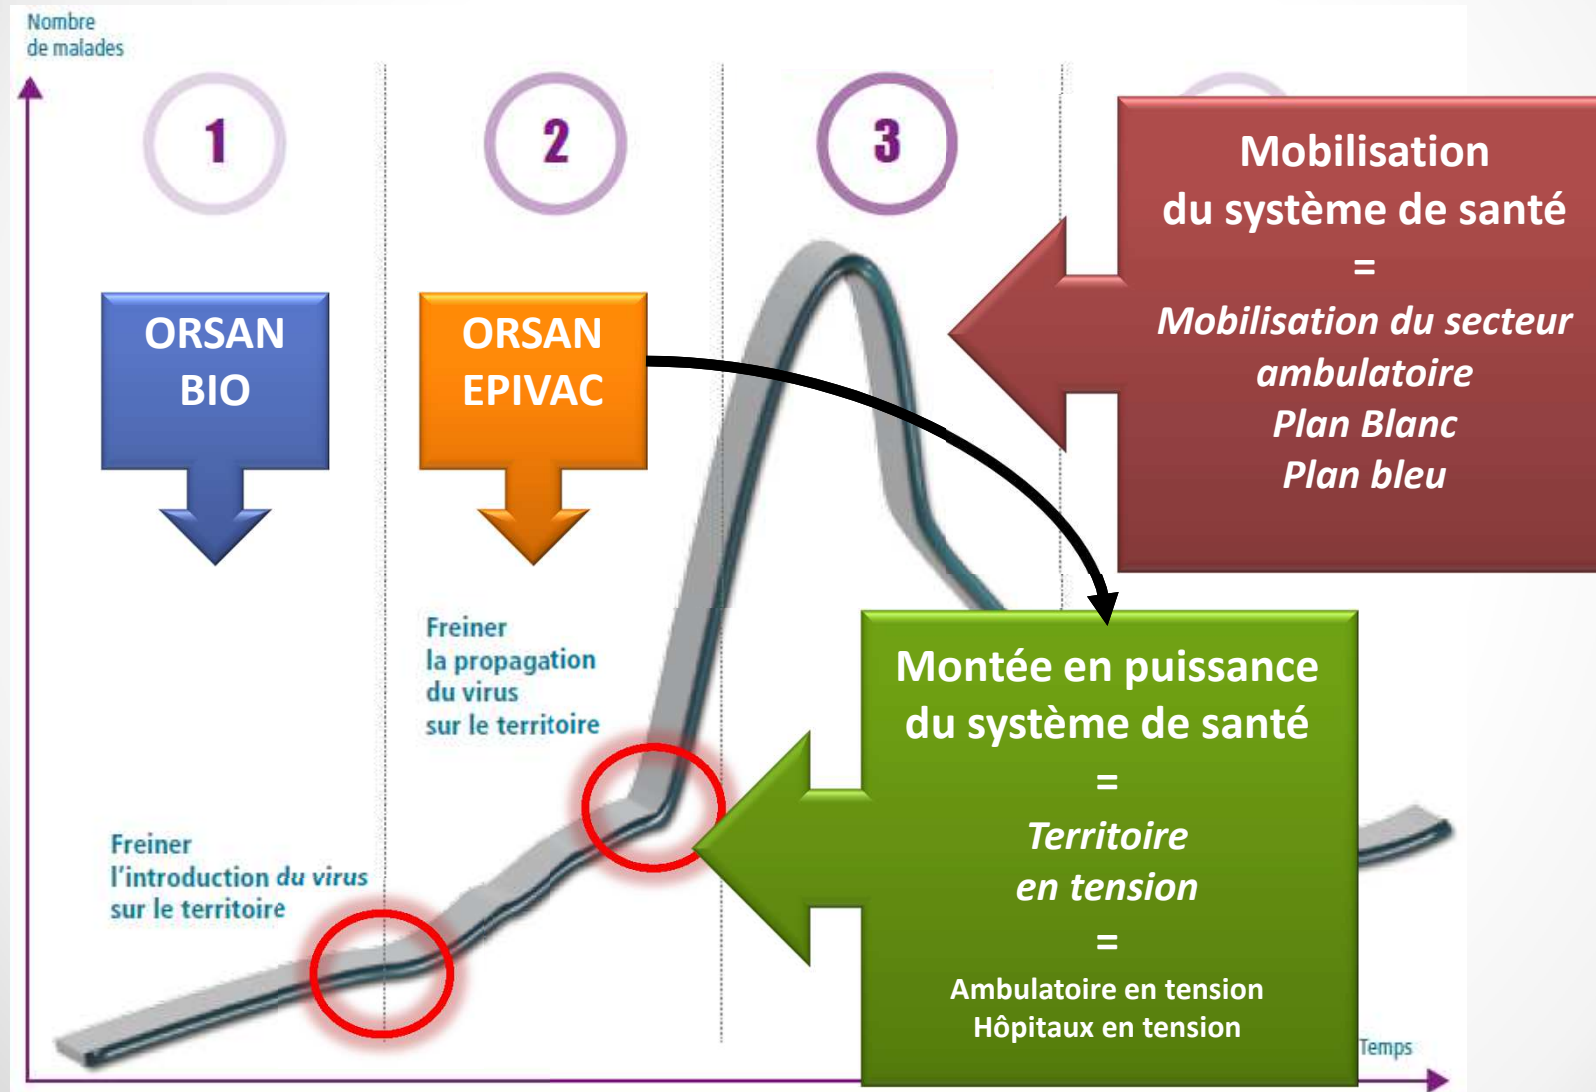 Nombre
de malades
1
2
3
ORSAN
BIO
ORSAN
EPIVAC
Mobilisation
du système de santé
=
Mobilisation du secteur
ambulatoire
Plan Blanc
Plan bleu
Freiner
la propagation
du virus
sur le territoire
Freiner
l'introduction du virus
sur le territoire
Montée en puissance
du système de santé
=
Territoire
en tension
=
Ambulatoire en tension
Hôpitaux en tension
Temps